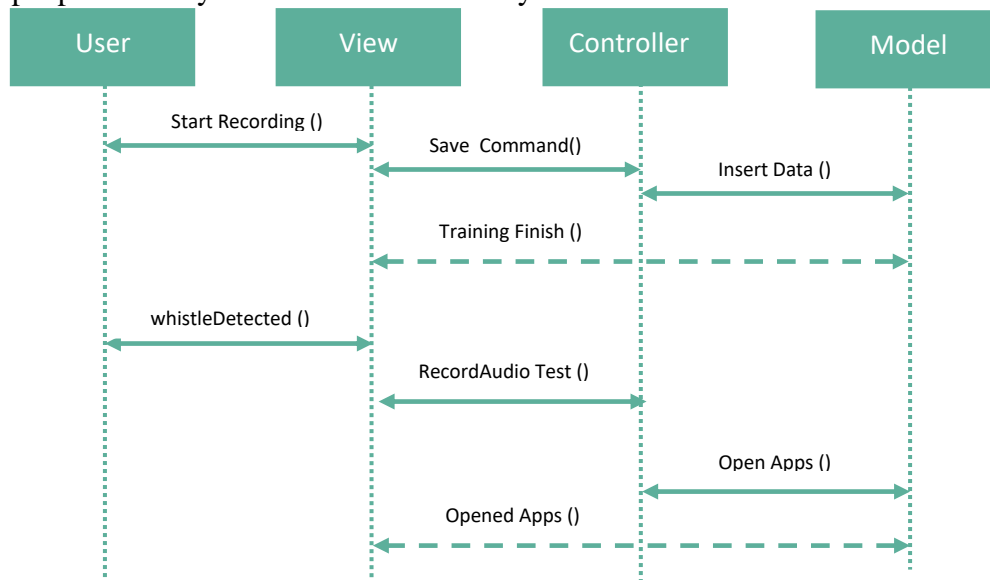 User View Controller Model
Start Recording ()
Save Command()
Insert Data ()
Training Finish ()
whistleDetected ()
RecordAudio Test ()
Open Apps ()
Opened Apps ()